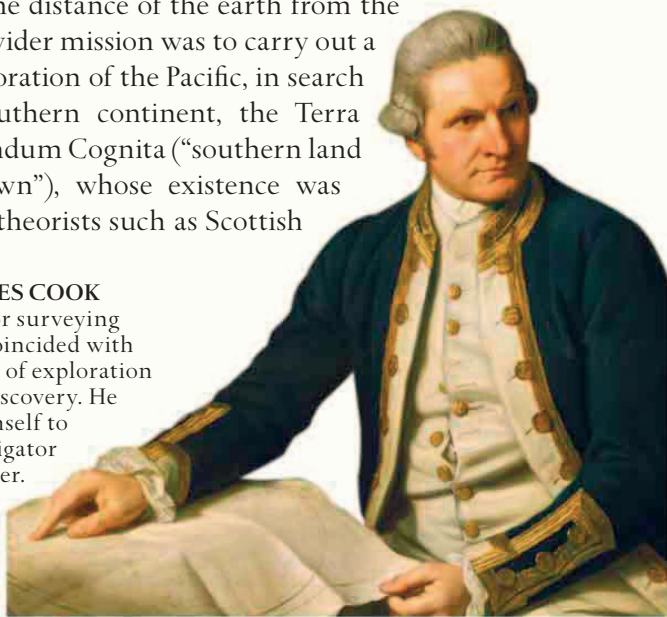 he distance of the earth from the
vider mission was to carry out a
oration of the Pacific, in search
uthern continent, the Terra
ndum Cognita (“southern land
wn”), whose existence was
theorists such as Scottish
ES COOK
or surveying
oincided with
of exploration
scovery. He
nself to
igator
er.